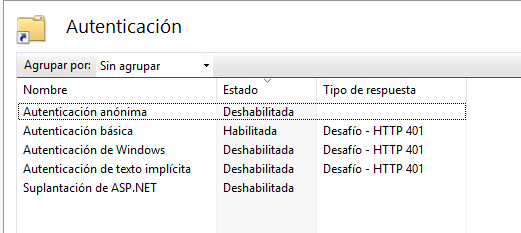 Autenticación
Agrupar por: Sin agrupar
Nombre Estado Tipo de respuesta
Autenticación anónima Deshabilitada
Autenticación básica Habilitada Desafío - HTTP 401
Autenticación de Windows Deshabilitada Desafío - HTTP 401
Autenticación de texto implícita Deshabilitada Desafío - HTTP 401
Suplantación de ASP.NET Deshabilitada